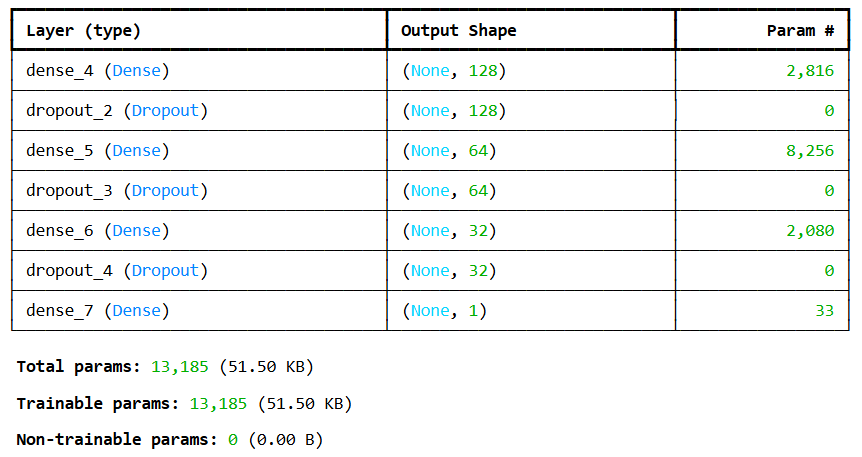 Layer (type) Output Shape Param #
dense_4 (Dense) (None, 128) 2,816
dropout_2 (Dropout) (None, 128) 0
dense_5 (Dense) (None, 64) 8,256
dropout_3 (Dropout) (None, 64) 0
dense_6 (Dense) (None, 32) 2,080
dropout_4 (Dropout) (None, 32) 0
dense_7 (Dense) (None, 1) 33
Total params: 13,185 (51.50 KB)
Trainable params: 13,185 (51.50 KB)
Non-trainable params: 0 (0.00 B)